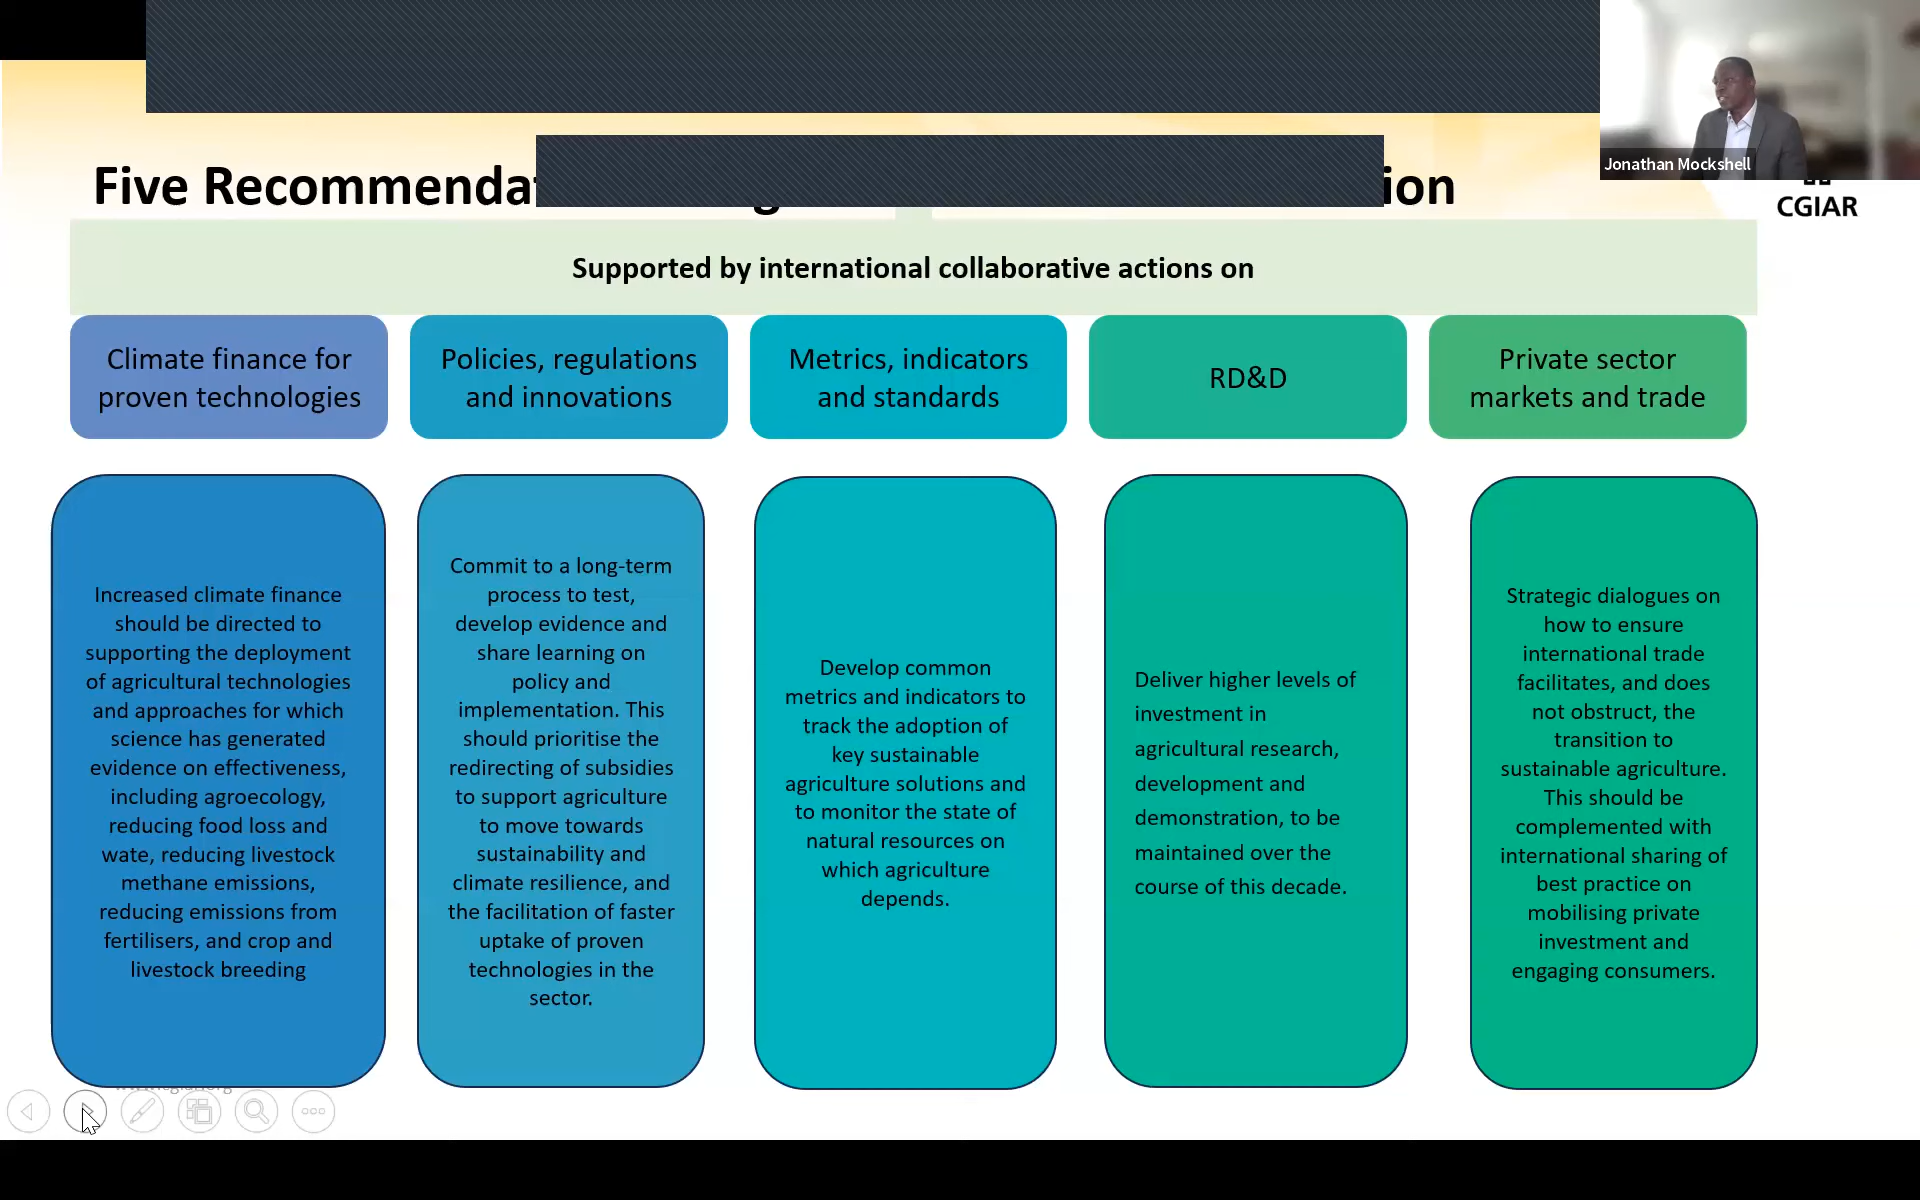 Jonathan Mockshell
Five
CGIAR
Supported by international collaborative actions on
Climate finance for
proven technologies
Policies, regulations
and innovations
Metrics, indicators
and standards
RD&D
Private sector
markets and trade
Increased climate finance
should be directed to
supporting the deployment
of agricultural technologies
and approaches for which
science has generated
evidence on effectiveness,
including agroecology,
reducing food loss and
wate, reducing livestock
methane emissions,
reducing emissions from
fertilisers, and crop and
livestock breeding
Commit to a long-term
process to test,
develop evidence and
share learning on
policy and
implementation. This
should prioritise the
redirecting of subsidies
to support agriculture
to move towards
sustainability and
climate resilience, and
the facilitation of faster
uptake of proven
technologies in the
sector.
Develop common
metrics and indicators to
track the adoption of
key sustainable
agriculture solutions and
to monitor the state of
natural resources on
which agriculture
depends.
Deliver higher levels of
investment in
agricultural research,
development and
demonstration, to be
maintained over the
course of this decade.
Strategic dialogues on
how to ensure
international trade
facilitates, and does
not obstruct, the
transition to
sustainable agriculture.
This should be
complemented with
international sharing of
best practice on
mobilising private
investment and
engaging consumers.